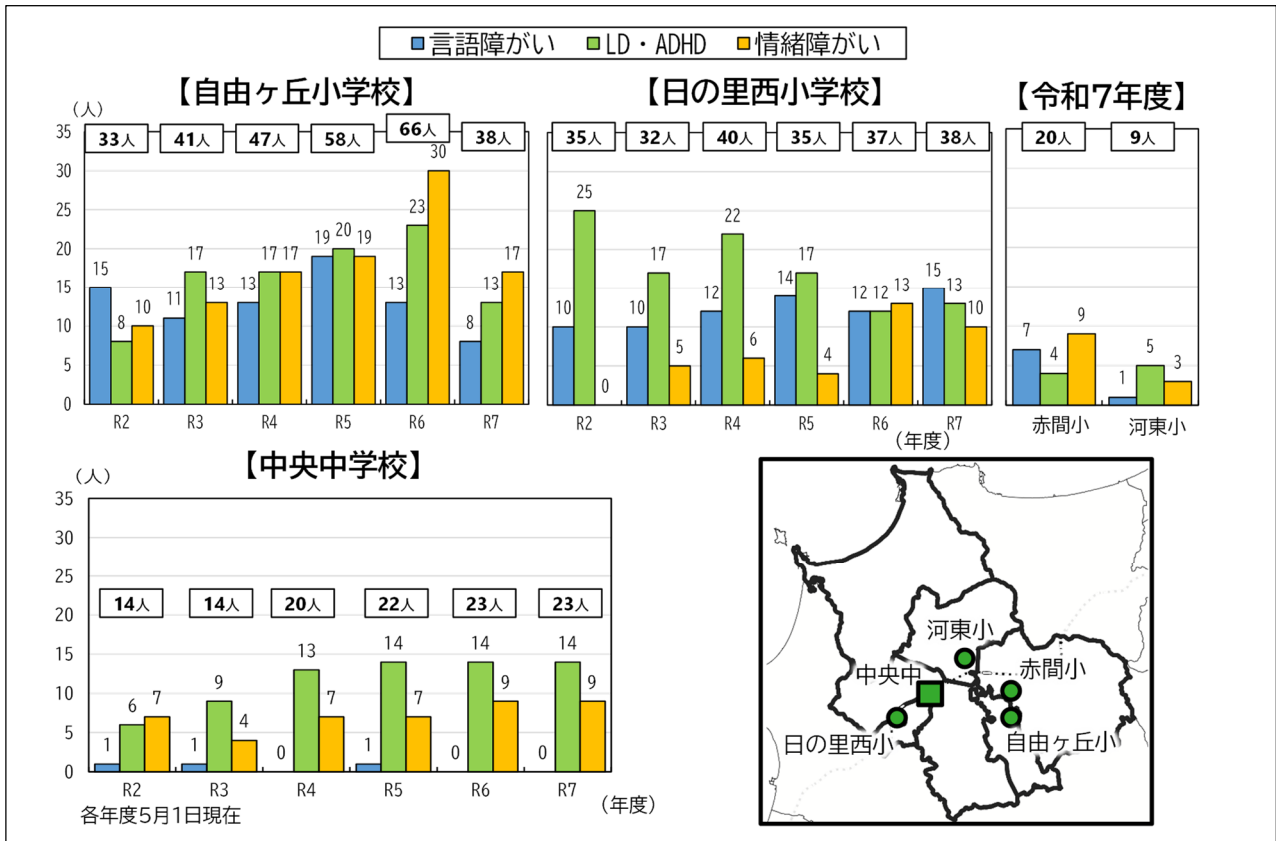 言語障がい LD・ADHD 情緒障がい
【自由ヶ丘小学校】
(人)
35
30
25
20
15
10
5
0
33人 41人 47人 58人 66人 38人
15 8 10
11 17 13
13 17 17
19 20 19
13 23 30
8 13 17
R2 R3 R4 R5 R6 R7
【日の里西小学校】
35人 32人 40人 35人 37人 38人
10 25 0
10 17 5
12 22 6
14 17 4
12 12 13
15 13 10
R2 R3 R4 R5 R6 R7
(年度)
【令和7年度】
20人 9人
7 4 9
1 5 3
赤間小 河東小
【中央中学校】
(人)
35
30
25
20
15
10
5
0
14人 14人 20人 22人 23人 23人
1 6 7
1 9 4
0 13 7
1 14 7
0 14 9
0 14 9
R2 R3 R4 R5 R6 R7
(年度)
各年度5月1日現在
河東小
赤間小
中央中
日の里西小
自由ヶ丘小